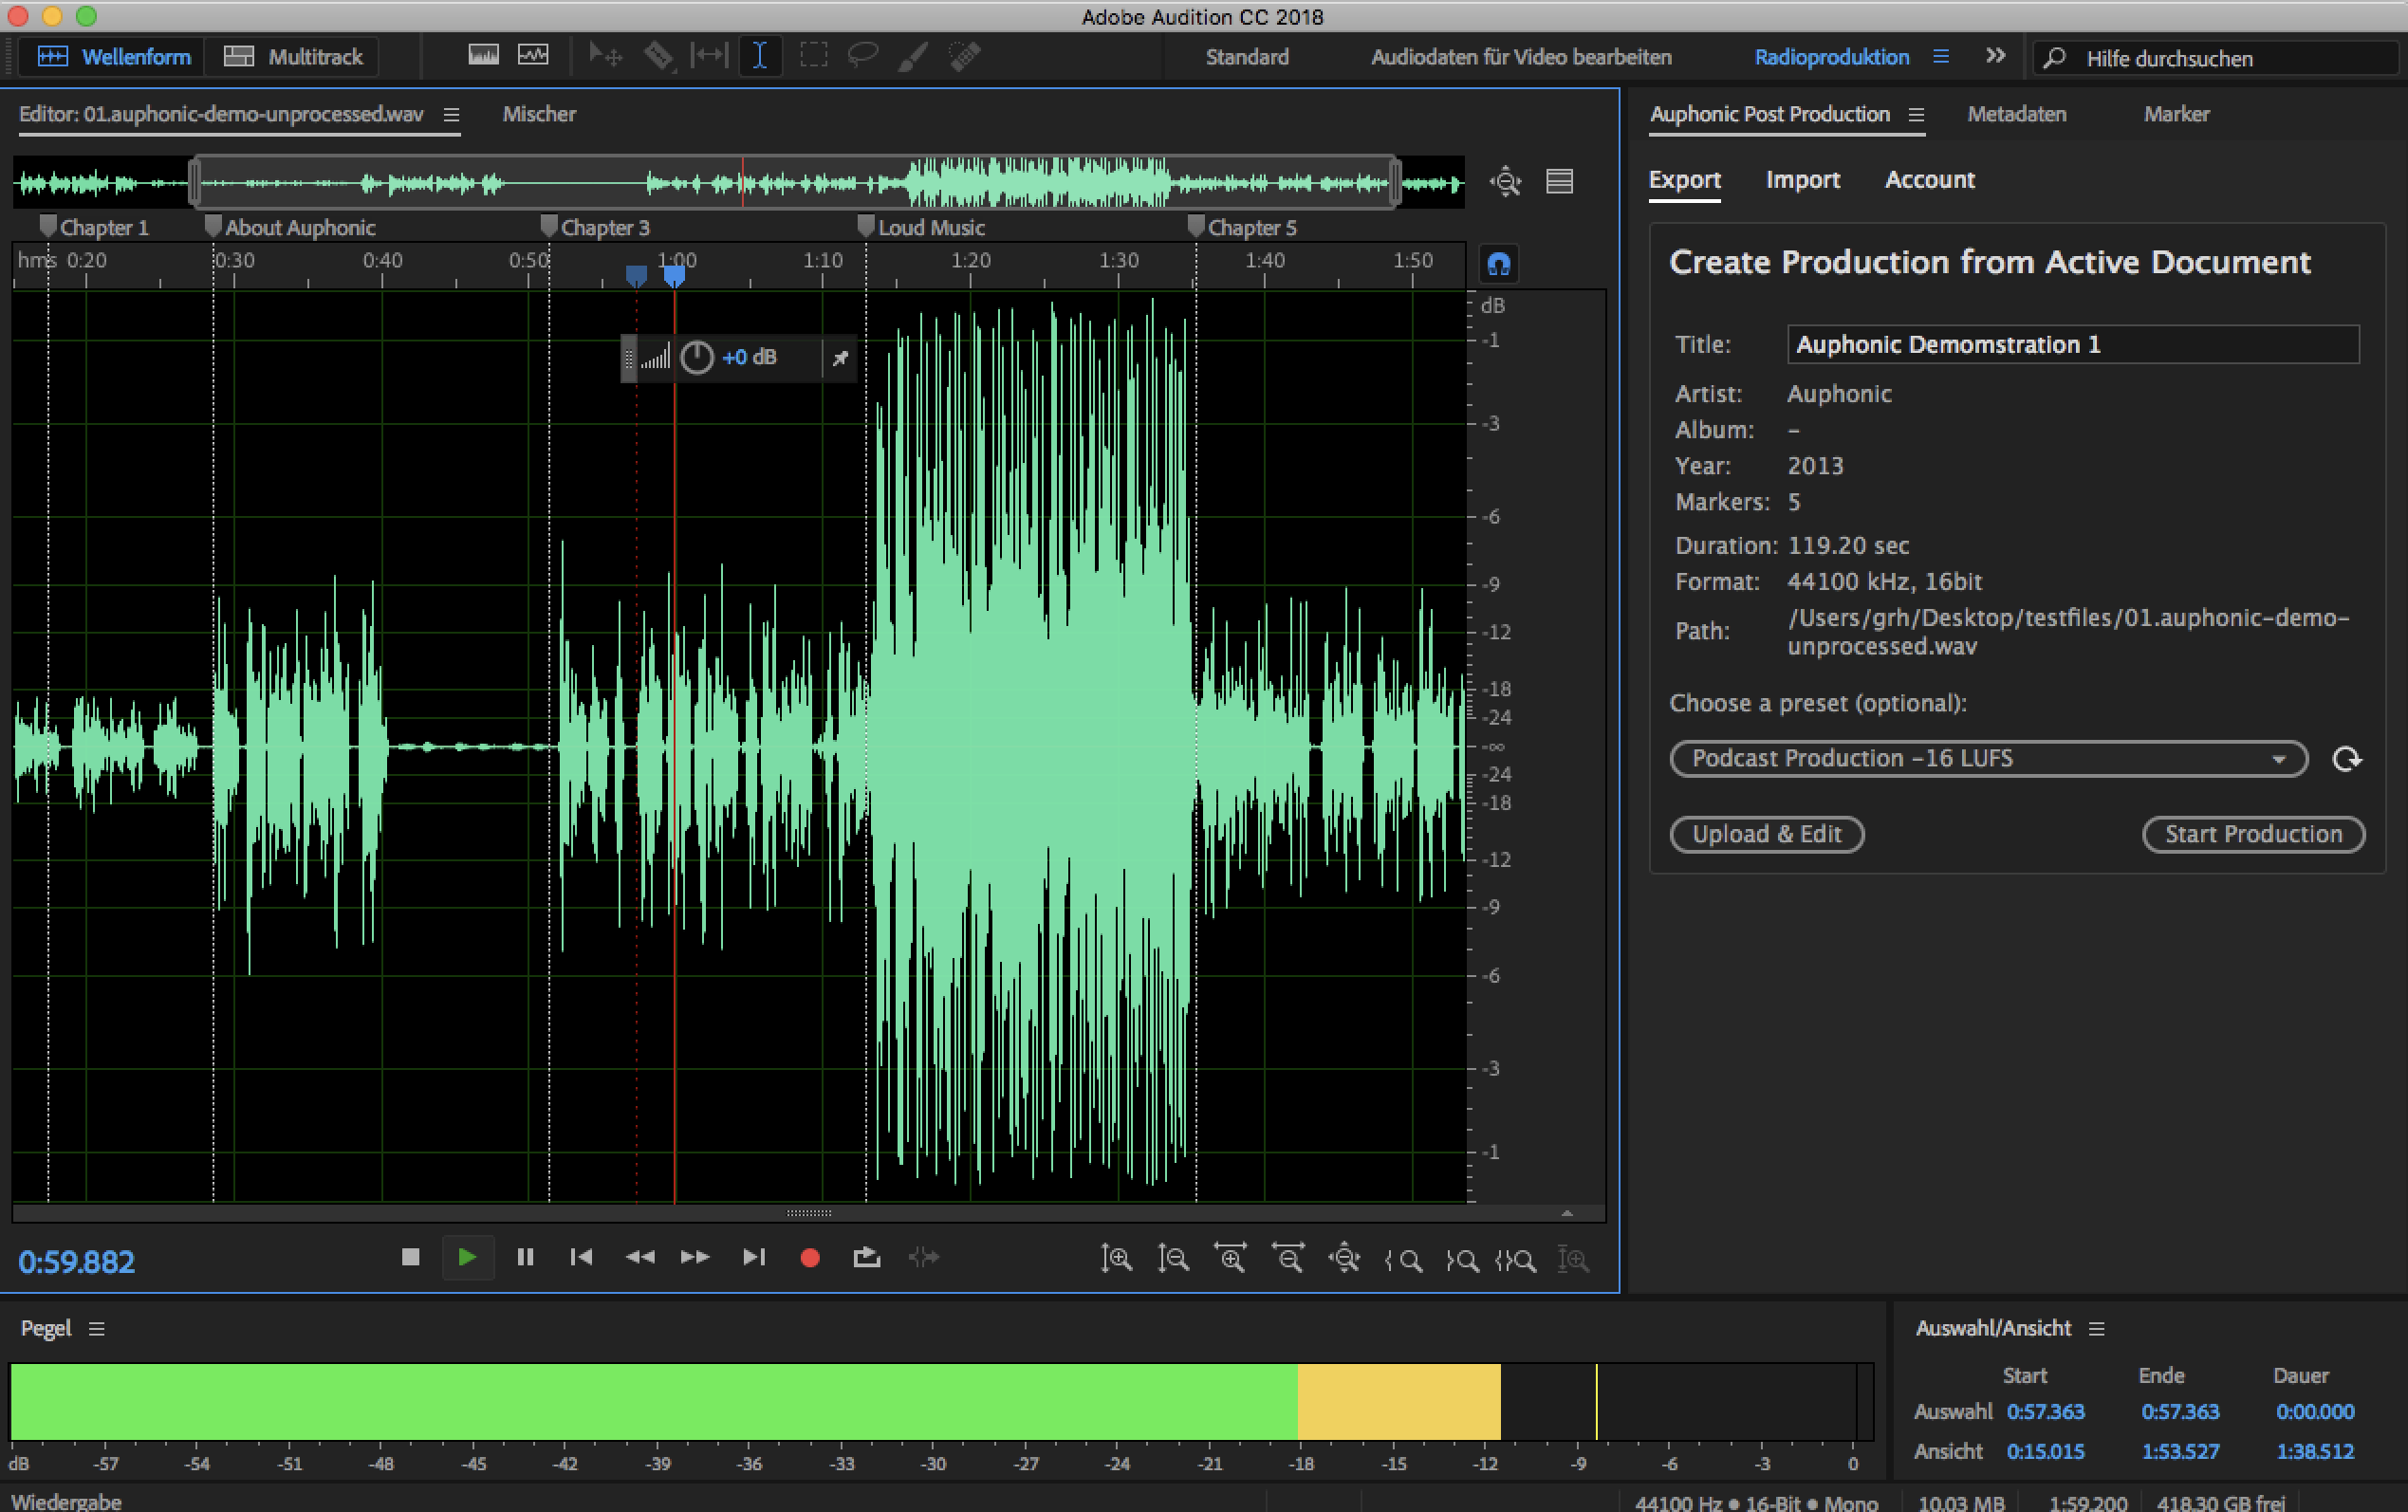 Adobe Audition CC 2018
Wellenform Multitrack Standard Audiodaten für Video bearbeiten Radioproduktion Hilfe durchsuchen
Editor: 01.auphonic-demo-unprocessed.wav Mischer
Chapter 1 About Auphonic Chapter 3 Loud Music Chapter 5
hms 0:20 0:30 0:40 0:50 1:00 1:10 1:20 1:30 1:40 1:50
+0 dB
dB
-1
-3
-6
-9
-12
-18
-24
-∞
-24
-18
-12
-9
-6
-3
-1
0:59.882
Auphonic Post Production Metadaten Marker
Export Import Account
Create Production from Active Document
Title: Auphonic Demomstration 1
Artist: Auphonic
Album: –
Year: 2013
Markers: 5
Duration: 119.20 sec
Format: 44100 kHz, 16bit
Path: /Users/grh/Desktop/testfiles/01.auphonic-demo-
unprocessed.wav
Choose a preset (optional):
Podcast Production -16 LUFS
Upload & Edit Start Production
Pegel
dB -57 -54 -51 -48 -45 -42 -39 -36 -33 -30 -27 -24 -21 -18 -15 -12 -9 -6 -3 0
Auswahl/Ansicht
Start Ende Dauer
Auswahl 0:57.363 0:57.363 0:00.000
Ansicht 0:15.015 1:53.527 1:38.512
Wiedergabe 44100 Hz ● 16-Bit ● Mono 10.03 MB 1:59.200 418.30 GB frei